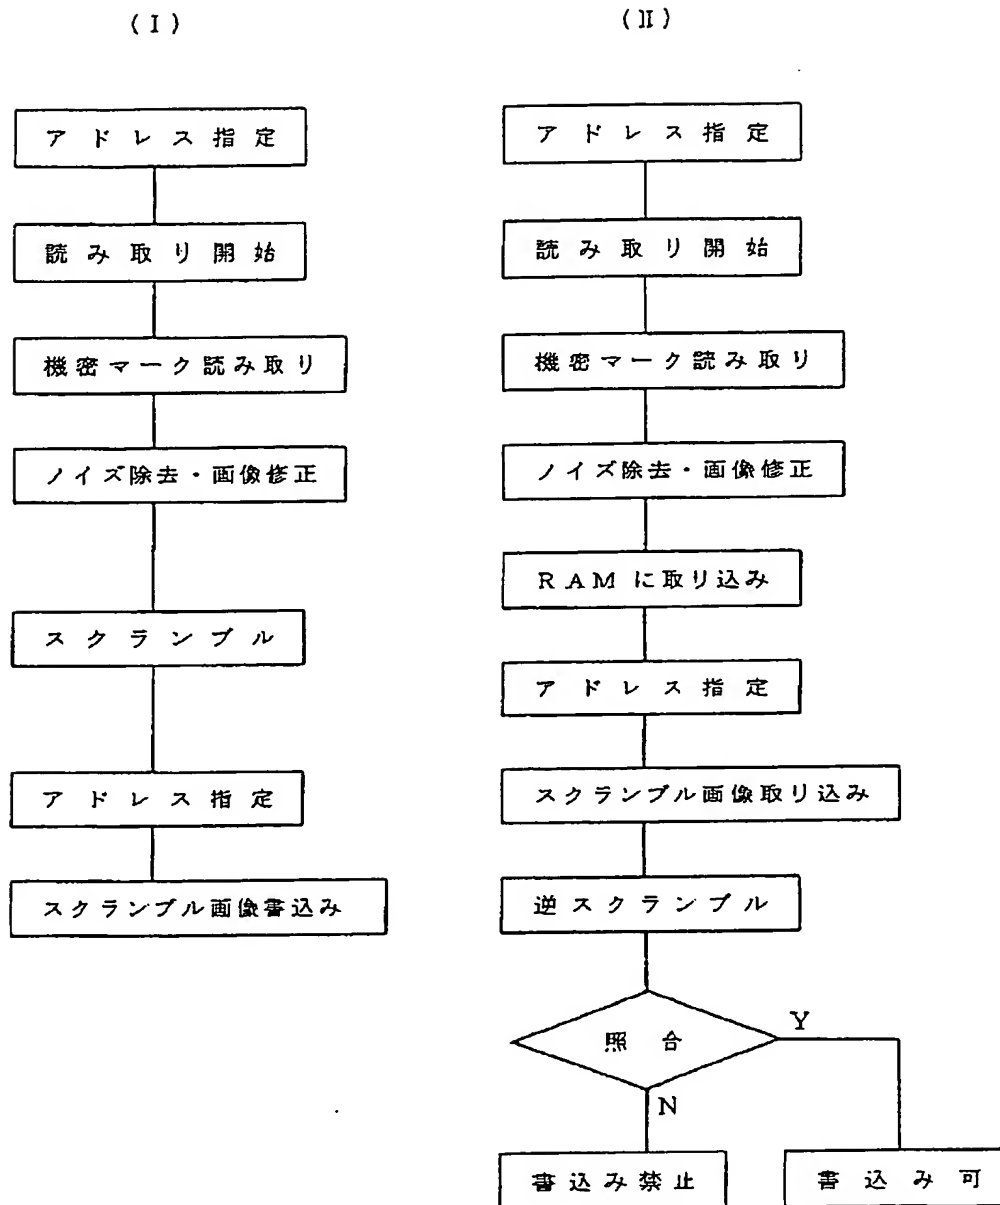 (I)
アドレス指定
読み取り開始
機密マーク読み取り
ノイズ除去・画像修正
スクランブル
アドレス指定
スクランブル画像書込み
(II)
アドレス指定
読み取り開始
機密マーク読み取り
ノイズ除去・画像修正
RAMに取り込み
アドレス指定
スクランブル画像取り込み
逆スクランブル
照合
Y
N
書込み禁止
書込み可